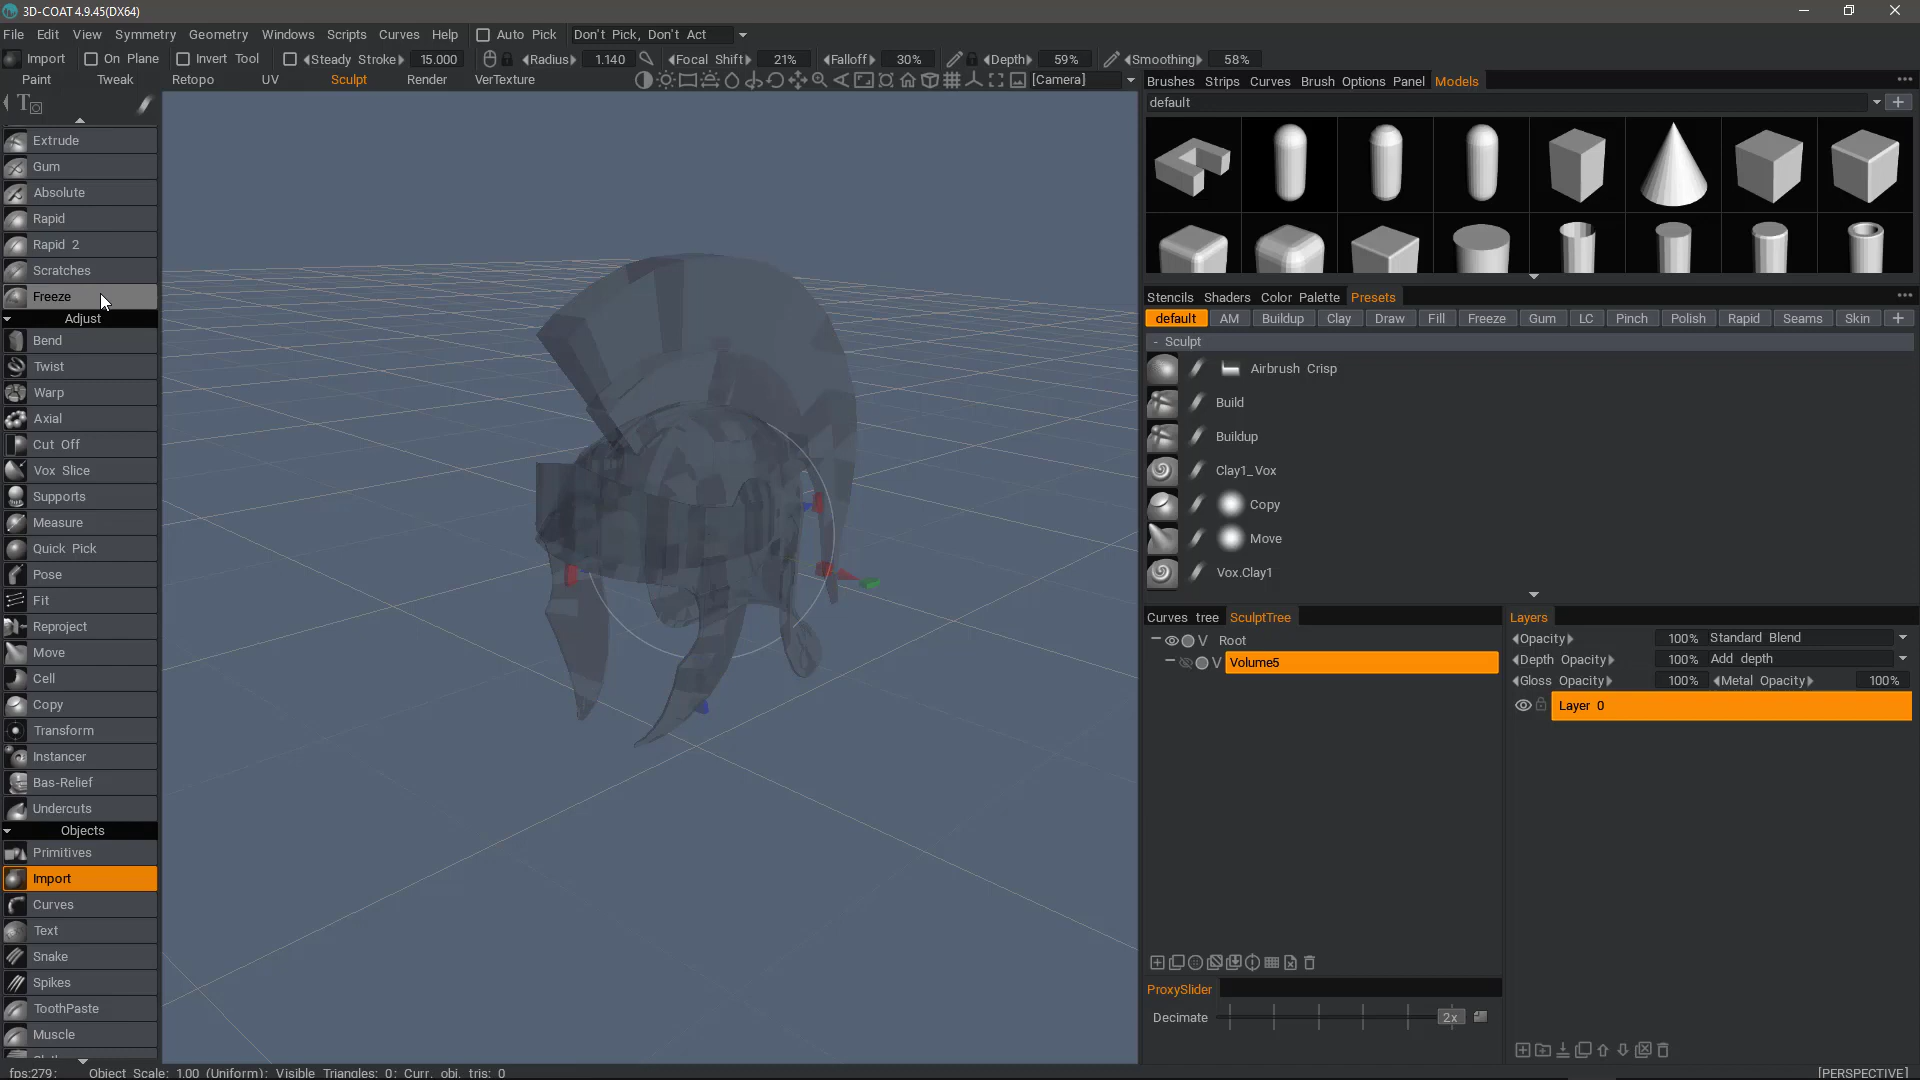 3D-COAT 4.9.45(DX64)
File Edit View Symmetry Geometry Windows Scripts Curves Help Auto Pick Don't Pick, Don't Act
Import On Plane Invert Tool Steady Stroke 15.000 Radius 1.140 Focal Shift 21% Falloff 30% Depth 59% Smoothing 58%
Paint Tweak Retopo UV Sculpt Render VerTexture [Camera]
Brushes Strips Curves Brush Options Panel Models
default
Extrude
Gum
Absolute
Rapid
Rapid 2
Scratches
Freeze
Adjust
Bend
Twist
Warp
Axial
Cut Off
Vox Slice
Supports
Measure
Quick Pick
Pose
Fit
Reproject
Move
Cell
Copy
Transform
Instancer
Bas-Relief
Undercuts
Objects
Primitives
Import
Curves
Text
Snake
Spikes
ToothPaste
Muscle
Stencils Shaders Color Palette Presets
default AM Buildup Clay Draw Fill Freeze Gum LC Pinch Polish Rapid Seams Skin
- Sculpt
Airbrush Crisp
Build
Buildup
Clay1_Vox
Copy
Move
Vox.Clay1
Curves tree SculptTree
V Root
V Volume5
ProxySlider
Decimate 2x
Layers
Opacity 100% Standard Blend
Depth Opacity 100% Add depth
Gloss Opacity 100% Metal Opacity 100%
Layer 0
fps:279; Object Scale: 1.00 (Uniform); Visible Triangles: 0; Curr. obj. tris: 0
[PERSPECTIVE]